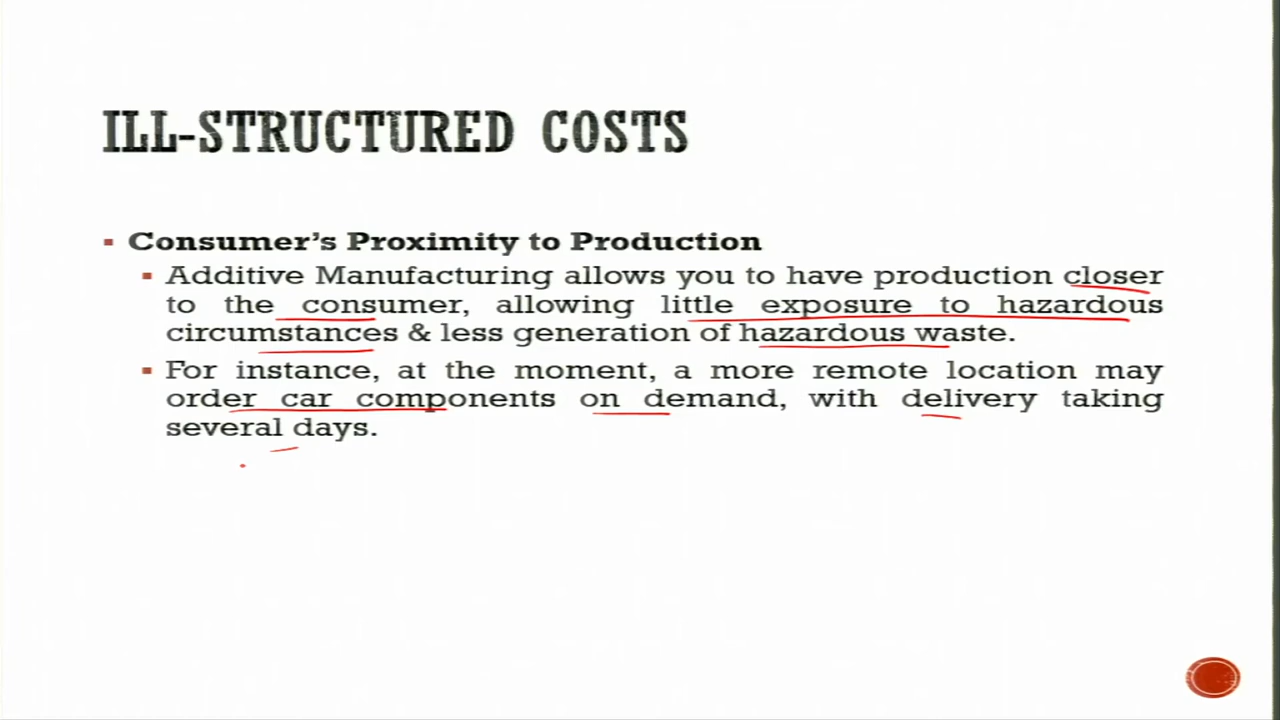 ILL-STRUCTURED COSTS
Consumer's Proximity to Production
Additive Manufacturing allows you to have production closer
to the consumer, allowing little exposure to hazardous
circumstances & less generation of hazardous waste.
For instance, at the moment, a more remote location may
order car components on demand, with delivery taking
several days.